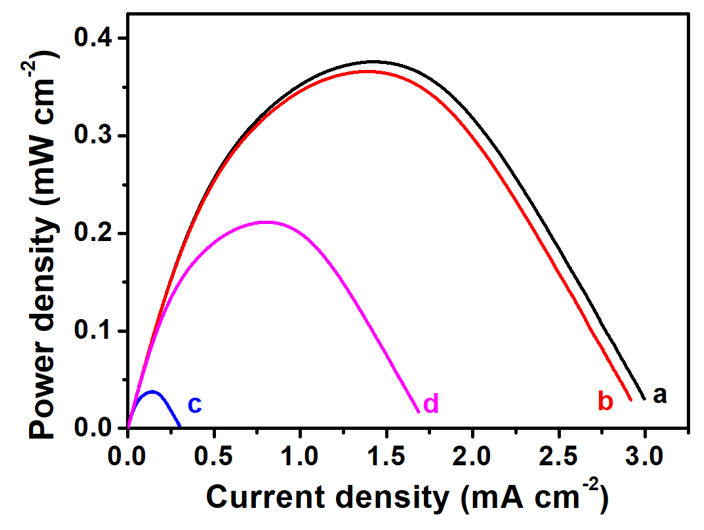 Power density (mW cm-2)
0.4
0.3
0.2
0.1
0.0
c
d
b
a
0.0 0.5 1.0 1.5 2.0 2.5 3.0
Current density (mA cm-2)